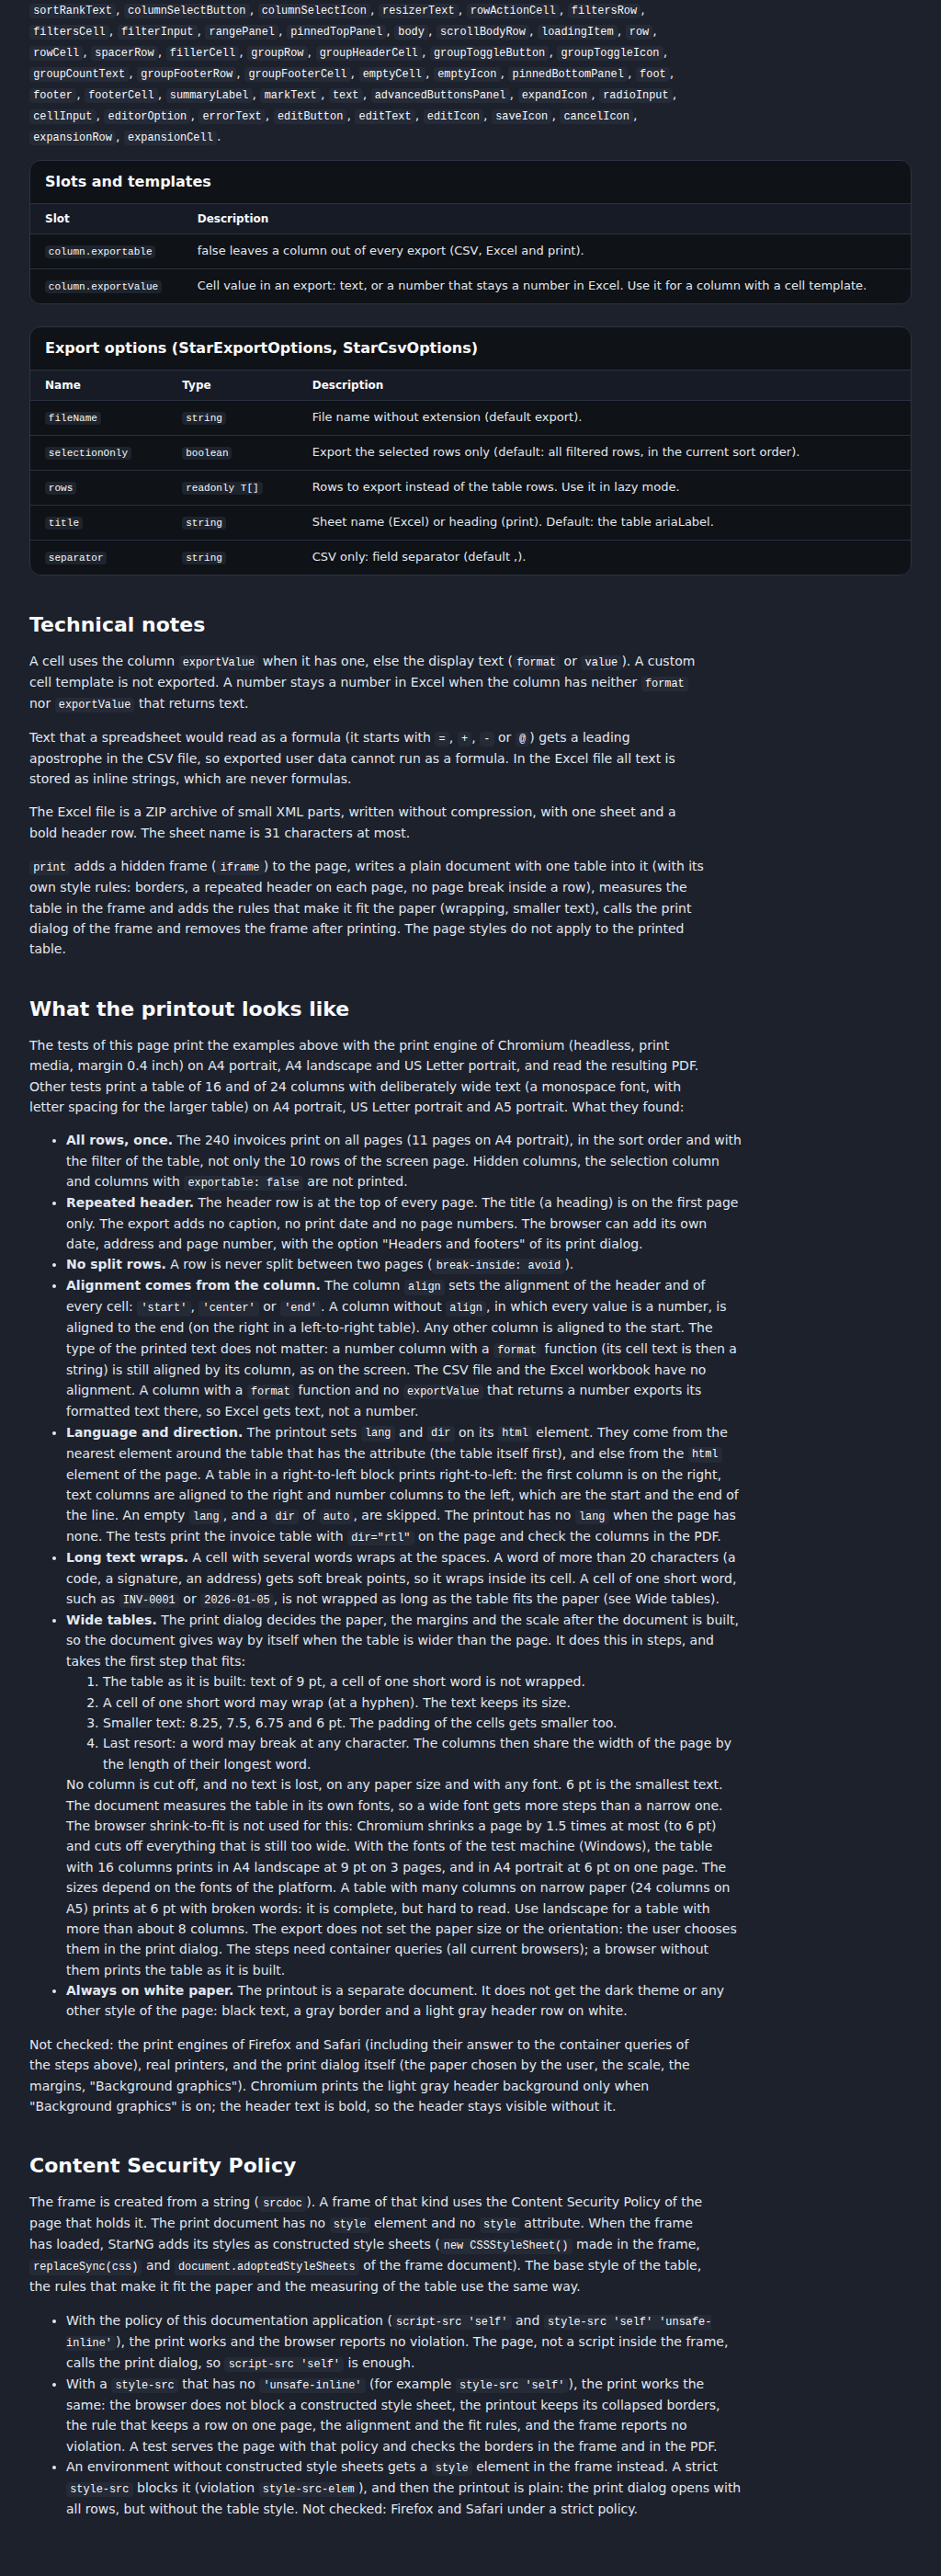 sortRankText, columnSelectButton, columnSelectIcon, resizerText, rowActionCell, filtersRow,
filtersCell, filterInput, rangePanel, pinnedTopPanel, body, scrollBodyRow, loadingItem, row,
rowCell, spacerRow, fillerCell, groupRow, groupHeaderCell, groupToggleButton, groupToggleIcon,
groupCountText, groupFooterRow, groupFooterCell, emptyCell, emptyIcon, pinnedBottomPanel, foot,
footer, footerCell, summaryLabel, markText, text, advancedButtonsPanel, expandIcon, radioInput,
cellInput, editorOption, errorText, editButton, editText, editIcon, saveIcon, cancelIcon,
expansionRow, expansionCell.
Slots and templates
Slot Description
column.exportable false leaves a column out of every export (CSV, Excel and print).
column.exportValue Cell value in an export: text, or a number that stays a number in Excel. Use it for a column with a cell template.
Export options (StarExportOptions, StarCsvOptions)
Name Type Description
fileName string File name without extension (default export).
selectionOnly boolean Export the selected rows only (default: all filtered rows, in the current sort order).
rows readonly T[] Rows to export instead of the table rows. Use it in lazy mode.
title string Sheet name (Excel) or heading (print). Default: the table ariaLabel.
separator string CSV only: field separator (default ,).
Technical notes
A cell uses the column exportValue when it has one, else the display text (format or value). A custom
cell template is not exported. A number stays a number in Excel when the column has neither format
nor exportValue that returns text.
Text that a spreadsheet would read as a formula (it starts with =, +, - or @) gets a leading
apostrophe in the CSV file, so exported user data cannot run as a formula. In the Excel file all text is
stored as inline strings, which are never formulas.
The Excel file is a ZIP archive of small XML parts, written without compression, with one sheet and a
bold header row. The sheet name is 31 characters at most.
print adds a hidden frame (iframe) to the page, writes a plain document with one table into it (with its
own style rules: borders, a repeated header on each page, no page break inside a row), measures the
table in the frame and adds the rules that make it fit the paper (wrapping, smaller text), calls the print
dialog of the frame and removes the frame after printing. The page styles do not apply to the printed
table.
What the printout looks like
The tests of this page print the examples above with the print engine of Chromium (headless, print
media, margin 0.4 inch) on A4 portrait, A4 landscape and US Letter portrait, and read the resulting PDF.
Other tests print a table of 16 and of 24 columns with deliberately wide text (a monospace font, with
letter spacing for the larger table) on A4 portrait, US Letter portrait and A5 portrait. What they found:
• All rows, once. The 240 invoices print on all pages (11 pages on A4 portrait), in the sort order and with
the filter of the table, not only the 10 rows of the screen page. Hidden columns, the selection column
and columns with exportable: false are not printed.
• Repeated header. The header row is at the top of every page. The title (a heading) is on the first page
only. The export adds no caption, no print date and no page numbers. The browser can add its own
date, address and page number, with the option "Headers and footers" of its print dialog.
• No split rows. A row is never split between two pages (break-inside: avoid).
• Alignment comes from the column. The column align sets the alignment of the header and of
every cell: 'start', 'center' or 'end'. A column without align, in which every value is a number, is
aligned to the end (on the right in a left-to-right table). Any other column is aligned to the start. The
type of the printed text does not matter: a number column with a format function (its cell text is then a
string) is still aligned by its column, as on the screen. The CSV file and the Excel workbook have no
alignment. A column with a format function and no exportValue that returns a number exports its
formatted text there, so Excel gets text, not a number.
• Language and direction. The printout sets lang and dir on its html element. They come from the
nearest element around the table that has the attribute (the table itself first), and else from the html
element of the page. A table in a right-to-left block prints right-to-left: the first column is on the right,
text columns are aligned to the right and number columns to the left, which are the start and the end of
the line. An empty lang, and a dir of auto, are skipped. The printout has no lang when the page has
none. The tests print the invoice table with dir="rtl" on the page and check the columns in the PDF.
• Long text wraps. A cell with several words wraps at the spaces. A word of more than 20 characters (a
code, a signature, an address) gets soft break points, so it wraps inside its cell. A cell of one short word,
such as INV-0001 or 2026-01-05, is not wrapped as long as the table fits the paper (see Wide tables).
• Wide tables. The print dialog decides the paper, the margins and the scale after the document is built,
so the document gives way by itself when the table is wider than the page. It does this in steps, and
takes the first step that fits:
1. The table as it is built: text of 9 pt, a cell of one short word is not wrapped.
2. A cell of one short word may wrap (at a hyphen). The text keeps its size.
3. Smaller text: 8.25, 7.5, 6.75 and 6 pt. The padding of the cells gets smaller too.
4. Last resort: a word may break at any character. The columns then share the width of the page by
the length of their longest word.
No column is cut off, and no text is lost, on any paper size and with any font. 6 pt is the smallest text.
The document measures the table in its own fonts, so a wide font gets more steps than a narrow one.
The browser shrink-to-fit is not used for this: Chromium shrinks a page by 1.5 times at most (to 6 pt)
and cuts off everything that is still too wide. With the fonts of the test machine (Windows), the table
with 16 columns prints in A4 landscape at 9 pt on 3 pages, and in A4 portrait at 6 pt on one page. The
sizes depend on the fonts of the platform. A table with many columns on narrow paper (24 columns on
A5) prints at 6 pt with broken words: it is complete, but hard to read. Use landscape for a table with
more than about 8 columns. The export does not set the paper size or the orientation: the user chooses
them in the print dialog. The steps need container queries (all current browsers); a browser without
them prints the table as it is built.
• Always on white paper. The printout is a separate document. It does not get the dark theme or any
other style of the page: black text, a gray border and a light gray header row on white.
Not checked: the print engines of Firefox and Safari (including their answer to the container queries of
the steps above), real printers, and the print dialog itself (the paper chosen by the user, the scale, the
margins, "Background graphics"). Chromium prints the light gray header background only when
"Background graphics" is on; the header text is bold, so the header stays visible without it.
Content Security Policy
The frame is created from a string (srcdoc). A frame of that kind uses the Content Security Policy of the
page that holds it. The print document has no style element and no style attribute. When the frame
has loaded, StarNG adds its styles as constructed style sheets (new CSSStyleSheet() made in the frame,
replaceSync(css) and document.adoptedStyleSheets of the frame document). The base style of the table,
the rules that make it fit the paper and the measuring of the table use the same way.
• With the policy of this documentation application (script-src 'self' and style-src 'self' 'unsafe-
inline'), the print works and the browser reports no violation. The page, not a script inside the frame,
calls the print dialog, so script-src 'self' is enough.
• With a style-src that has no 'unsafe-inline' (for example style-src 'self'), the print works the
same: the browser does not block a constructed style sheet, the printout keeps its collapsed borders,
the rule that keeps a row on one page, the alignment and the fit rules, and the frame reports no
violation. A test serves the page with that policy and checks the borders in the frame and in the PDF.
• An environment without constructed style sheets gets a style element in the frame instead. A strict
style-src blocks it (violation style-src-elem), and then the printout is plain: the print dialog opens with
all rows, but without the table style. Not checked: Firefox and Safari under a strict policy.